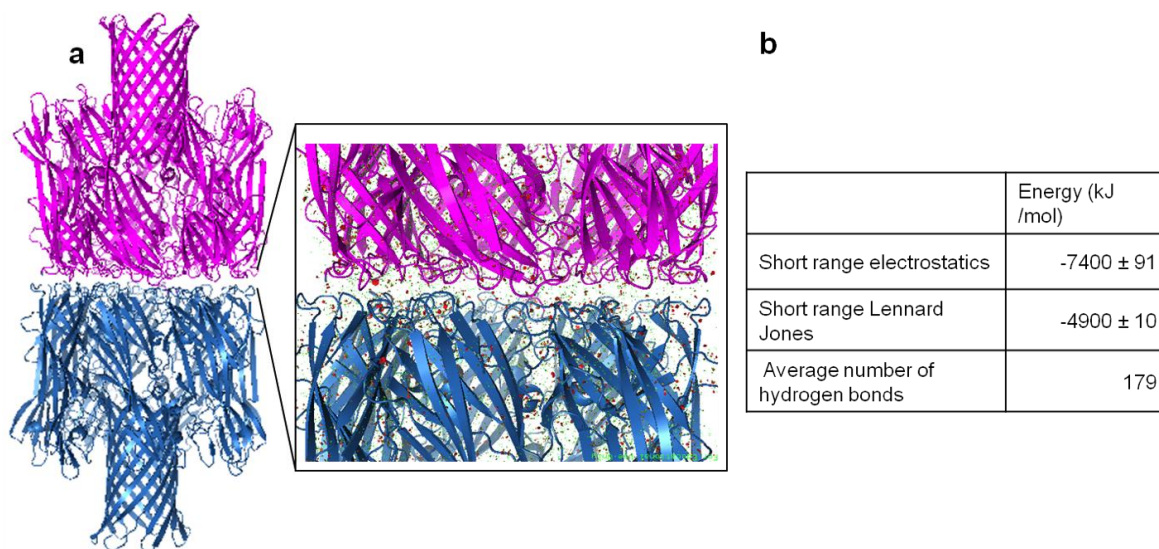 a
b
Energy (kJ
/mol)
Short range electrostatics
-7400 ± 91
Short range Lennard
Jones
-4900 ± 10
Average number of
hydrogen bonds
179